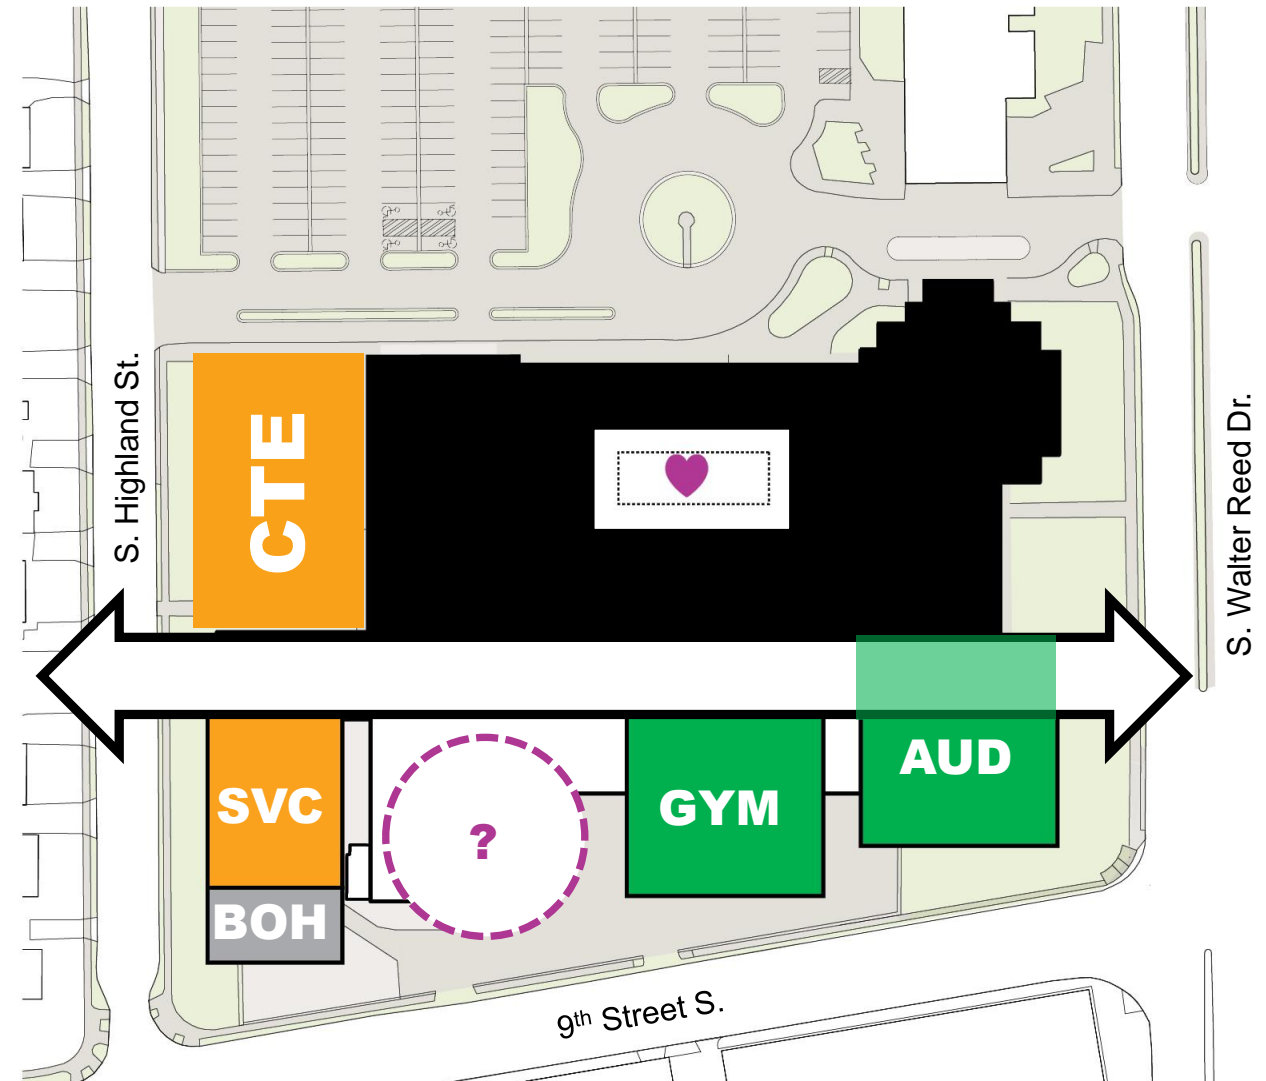 S. Highland St.
CTE
S. Walter Reed Dr.
SVC
BOH
?
GYM
AUD
9th Street S.